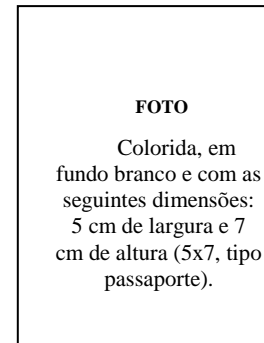 FOTO
Colorida, em
fundo branco e com as
seguintes dimensões:
5 cm de largura e 7
cm de altura (5x7, tipo
passaporte).